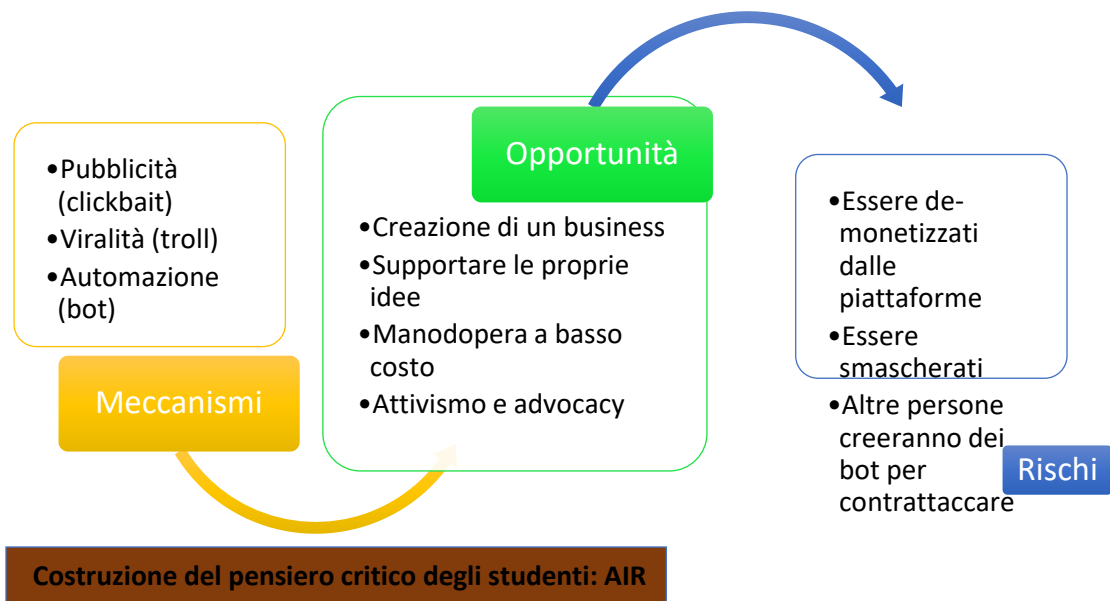 •Pubblicità
(clickbait)
•Viralità (troll)
•Automazione
(bot)
Meccanismi
Opportunità
•Creazione di un business
•Supportare le proprie
idee
•Manodopera a basso
costo
•Attivismo e advocacy
•Essere de-
monetizzati
dalle
piattaforme
•Essere
smascherati
•Altre persone
creeranno dei
bot per
contrattaccare
Rischi
Costruzione del pensiero critico degli studenti: AIR